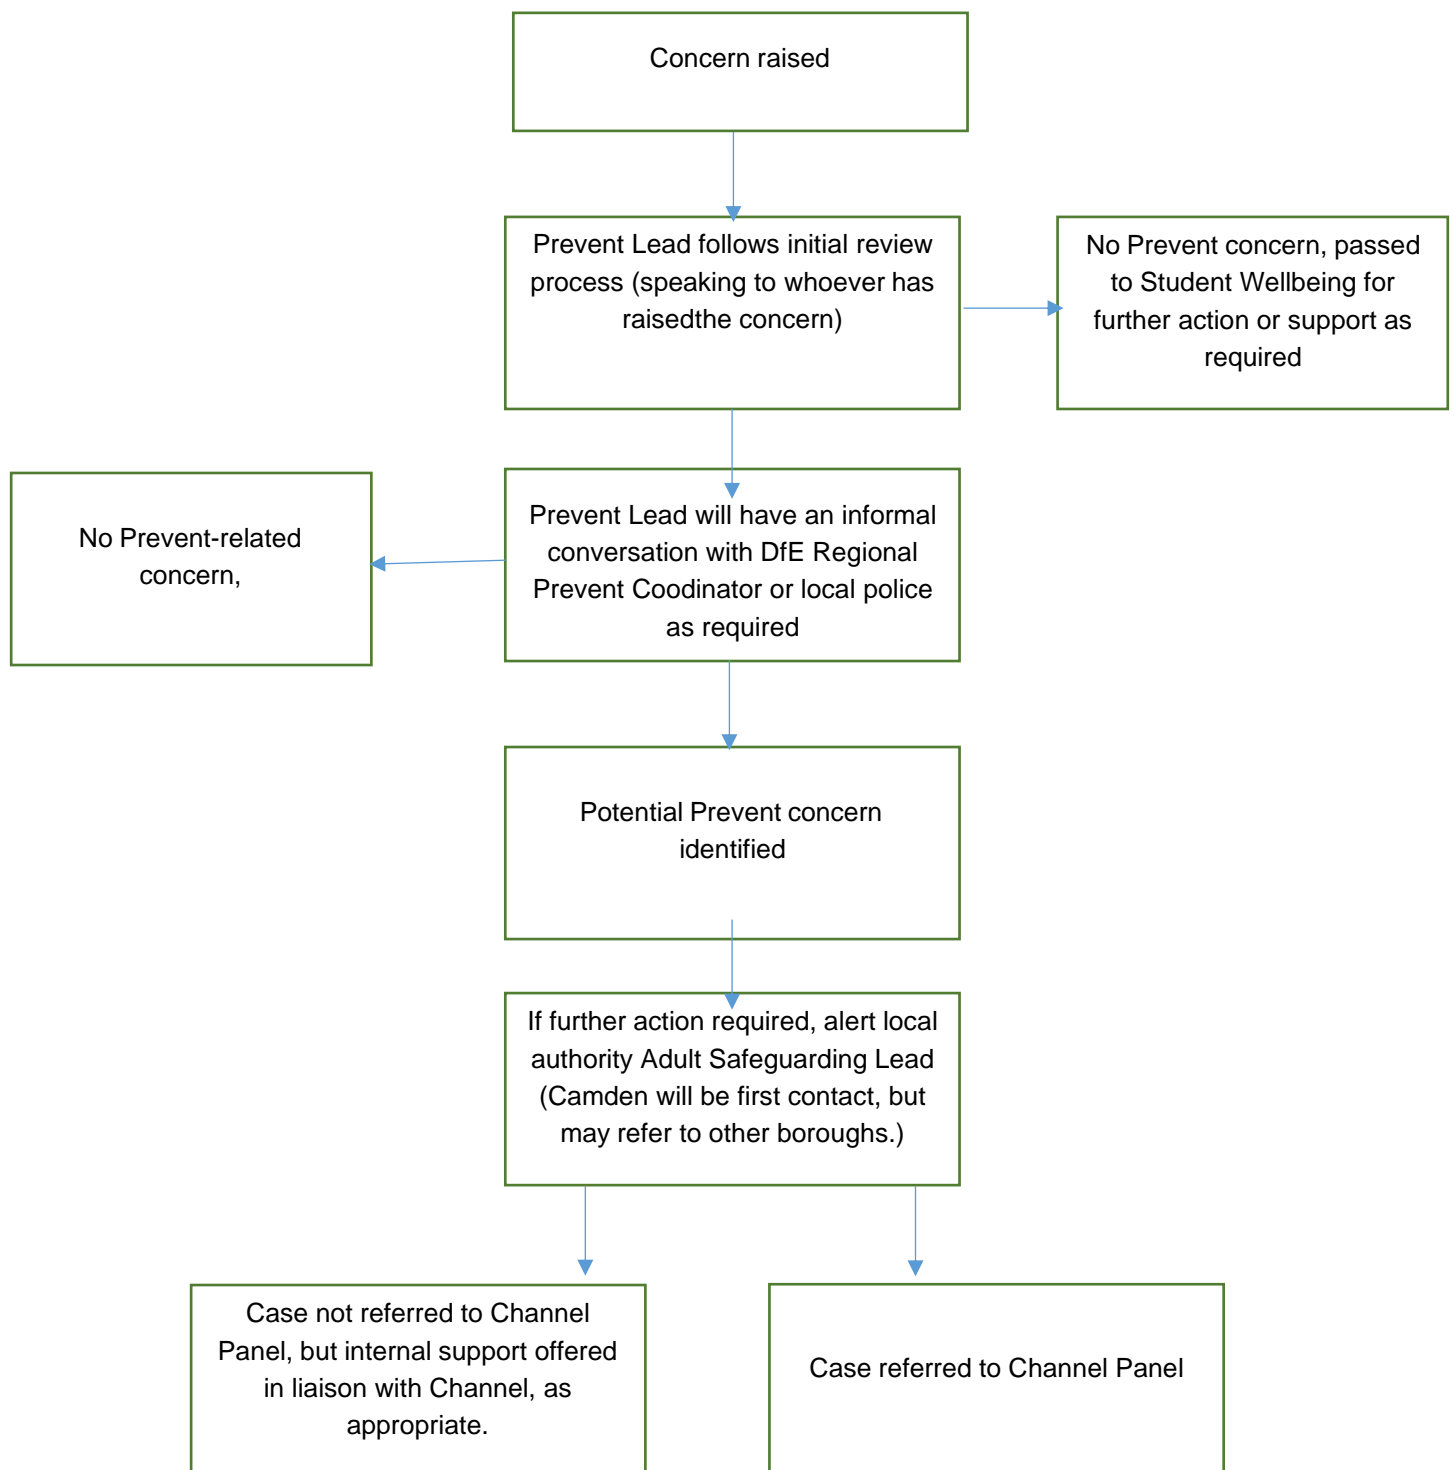 Concern raised
Prevent Lead follows initial review
process (speaking to whoever has
raisedthe concern)
No Prevent concern, passed
to Student Wellbeing for
further action or support as
required
No Prevent-related
concern,
Prevent Lead will have an informal
conversation with DfE Regional
Prevent Coodinator or local police
as required
Potential Prevent concern
identified
If further action required, alert local
authority Adult Safeguarding Lead
(Camden will be first contact, but
may refer to other boroughs.)
Case not referred to Channel
Panel, but internal support offered
in liaison with Channel, as
appropriate.
Case referred to Channel Panel